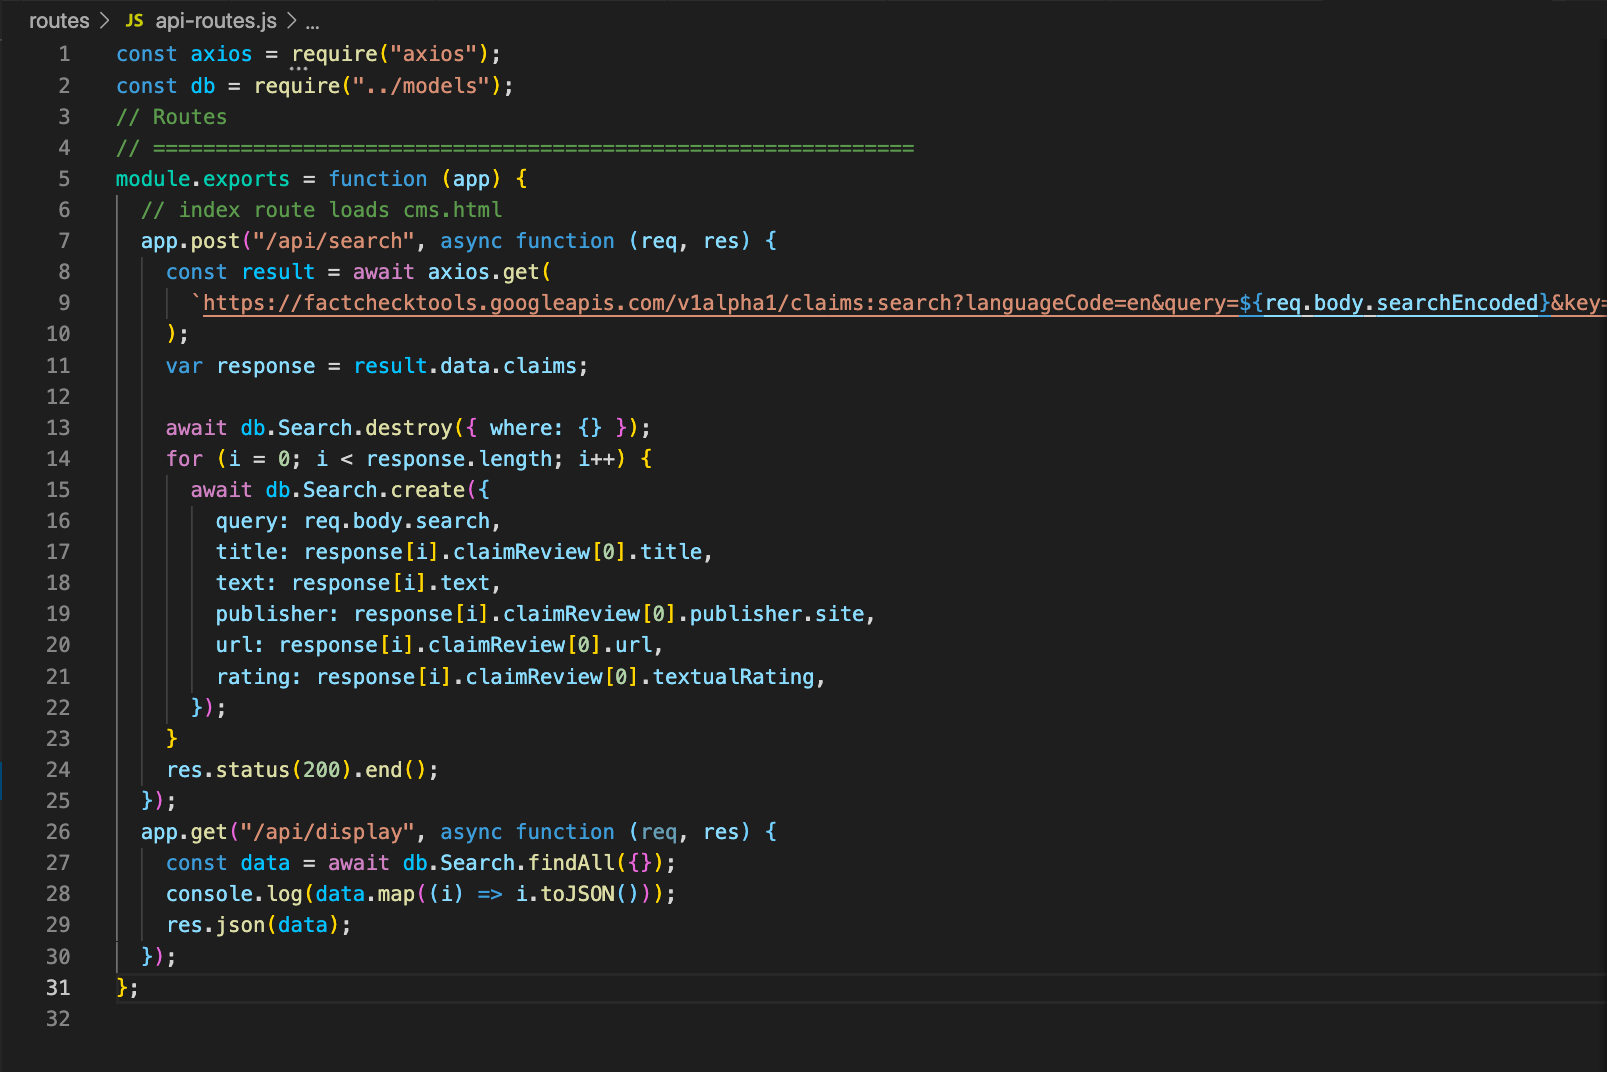 routes > JS api-routes.js > ...
1 const axios = require("axios");
2 const db = require("../models");
3 // Routes
4 // =============================================================
5 module.exports = function (app) {
6   // index route loads cms.html
7   app.post("/api/search", async function (req, res) {
8     const result = await axios.get(
9       `https://factchecktools.googleapis.com/v1alpha1/claims:search?languageCode=en&query=${req.body.searchEncoded}&key=
10     );
11     var response = result.data.claims;
12
13     await db.Search.destroy({ where: {} });
14     for (i = 0; i < response.length; i++) {
15       await db.Search.create({
16         query: req.body.search,
17         title: response[i].claimReview[0].title,
18         text: response[i].text,
19         publisher: response[i].claimReview[0].publisher.site,
20         url: response[i].claimReview[0].url,
21         rating: response[i].claimReview[0].textualRating,
22       });
23     }
24     res.status(200).end();
25   });
26   app.get("/api/display", async function (req, res) {
27     const data = await db.Search.findAll({});
28     console.log(data.map((i) => i.toJSON()));
29     res.json(data);
30   });
31 };
32